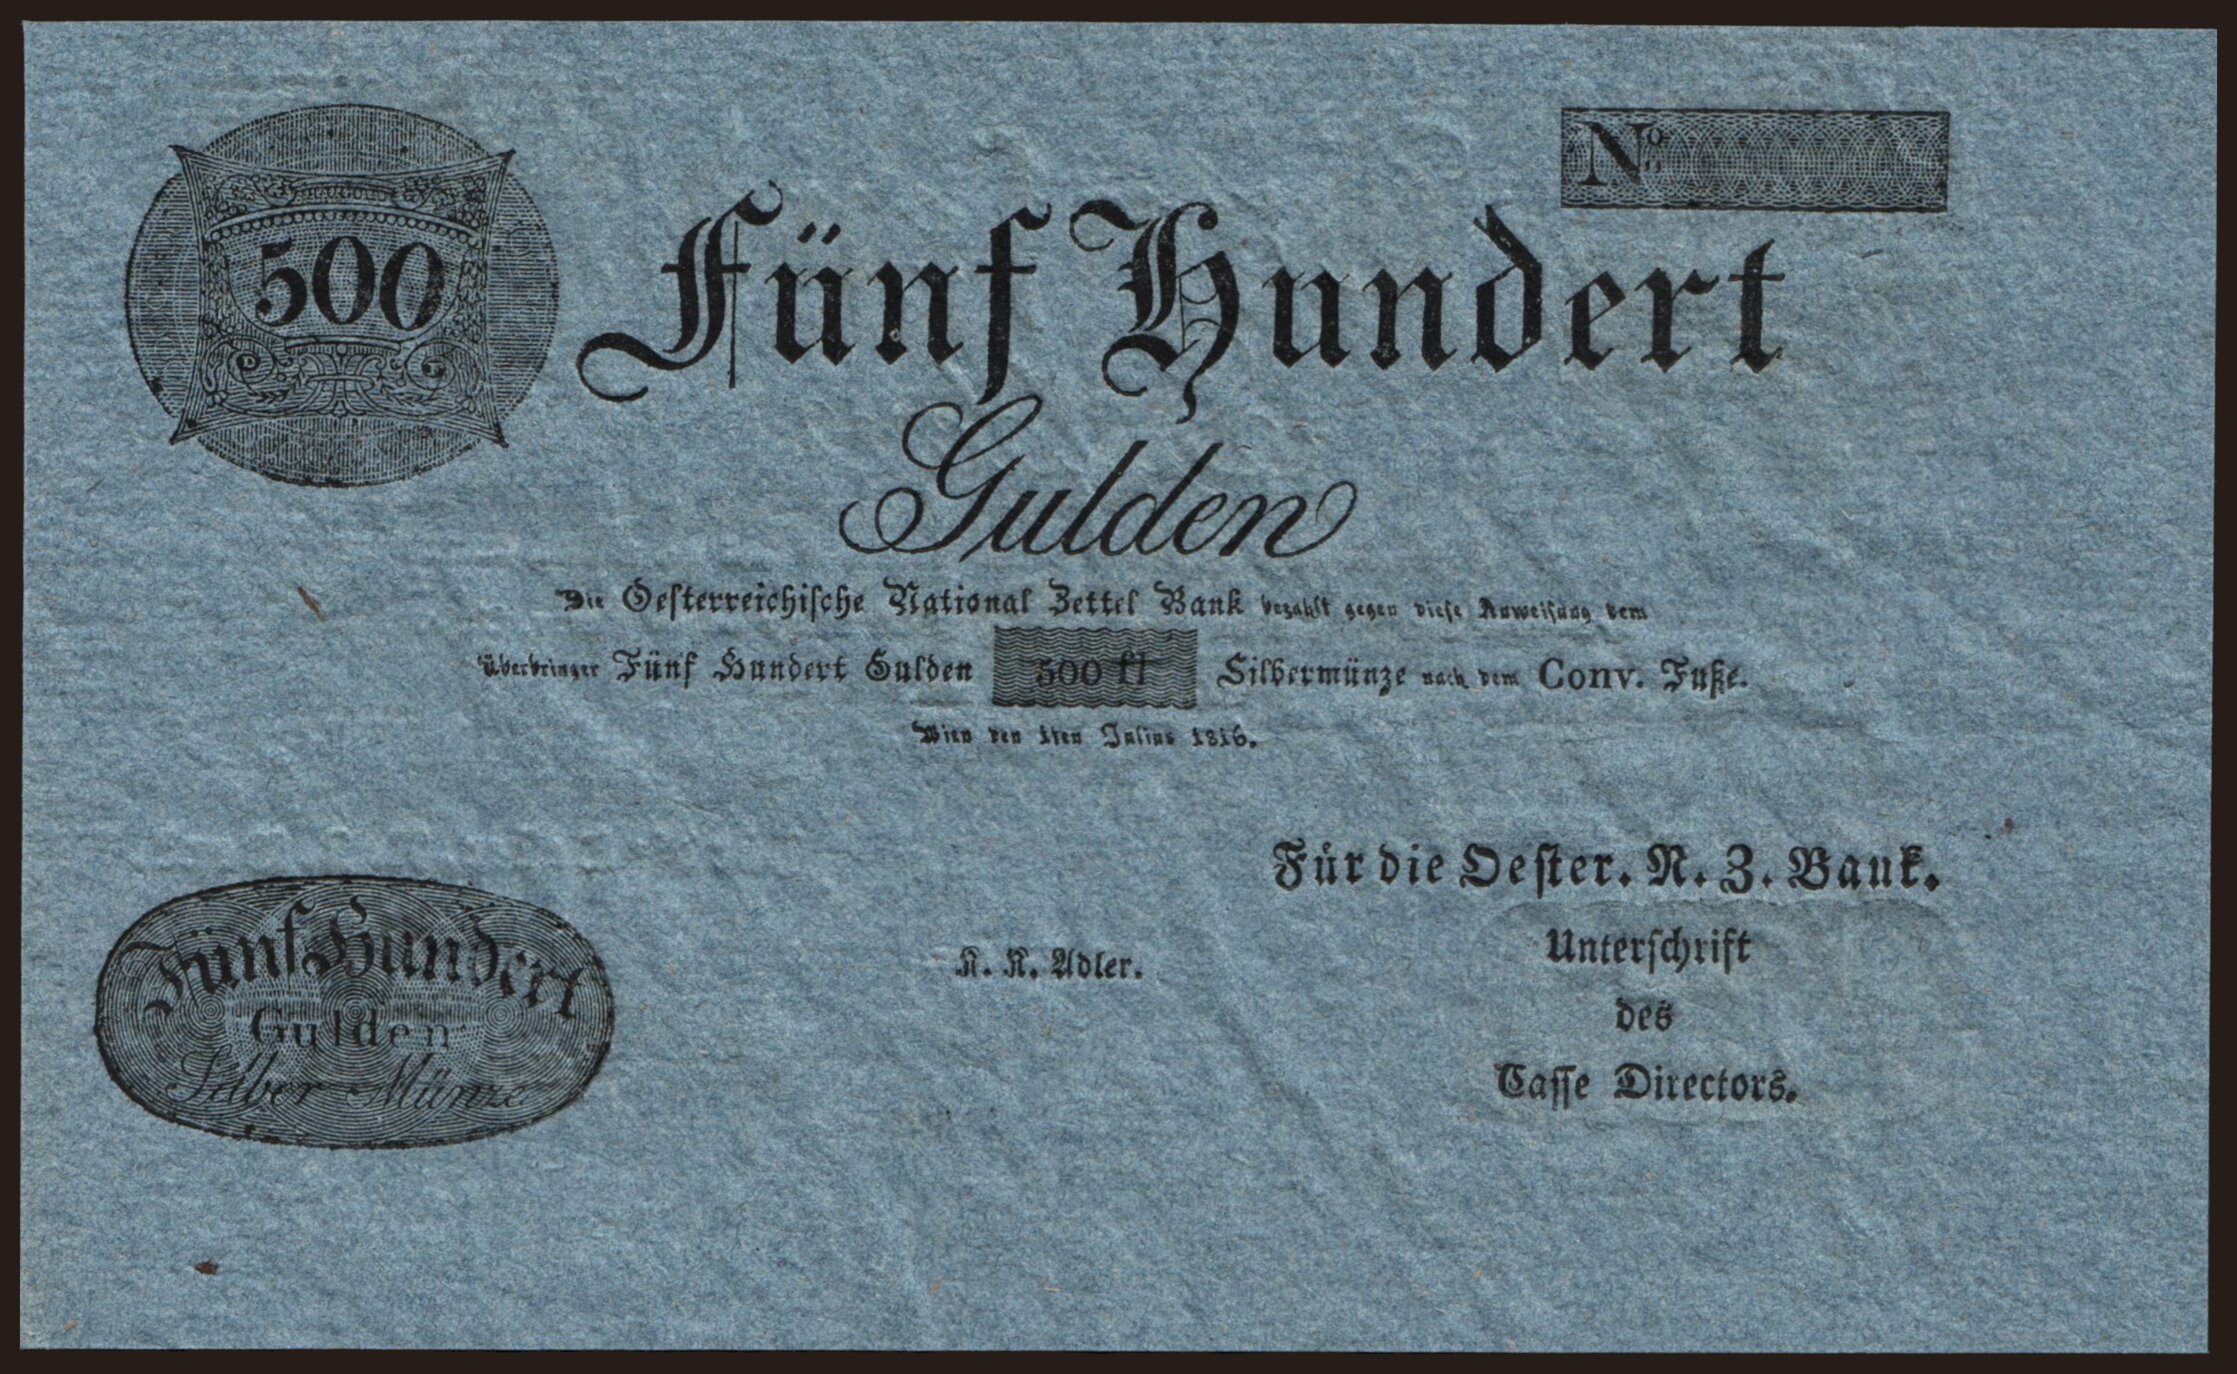 500
D G
Nº
Fünf Hundert
Gulden
Die Oesterreichische National Zettel Bank bezahlt gegen diese Anweisung dem
Überbringer Fünf Hundert Gulden 500 fl Silbermünze nach dem Conv. Fuße.
Wien den 1ten Julius 1816.
Für die Oester. N. Z. Bank.
Unterschrift
des
Casse Directors.
K. K. Adler.
Fünf Hundert
Gulden
Silber Münze